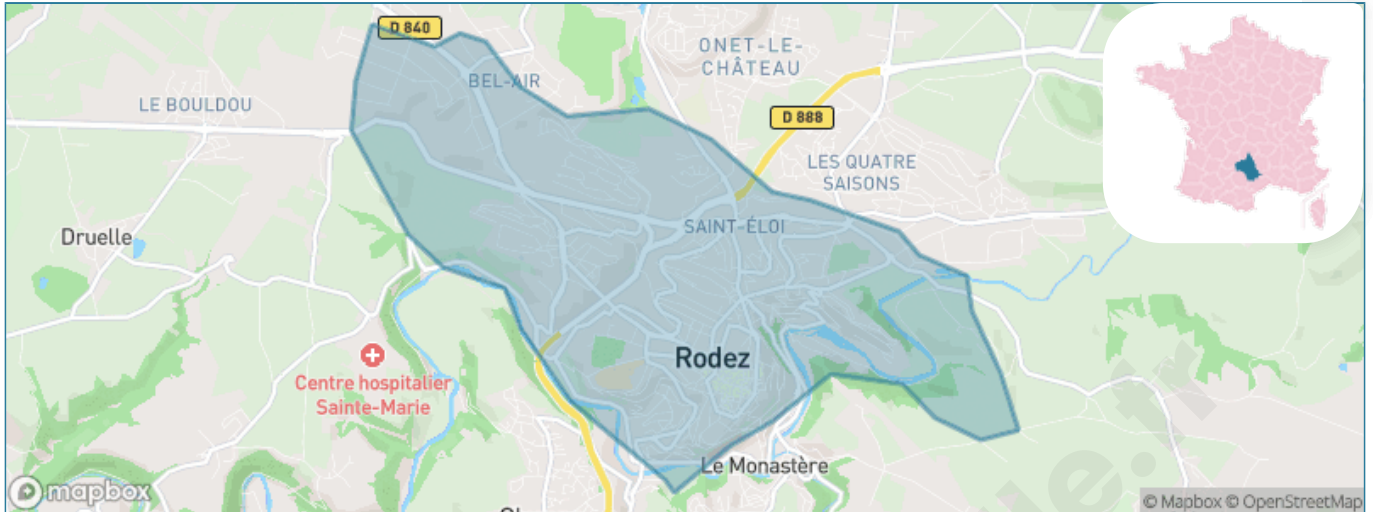 D 840
ONET-LE-
CHÂTEAU
BEL-AIR
LE BOULDOU
D 888
LES QUATRE
SAISONS
SAINT-ÉLOI
Druelle
Rodez
Centre hospitalier
Sainte-Marie
Le Monastère
mapbox
© Mapbox © OpenStreetMap